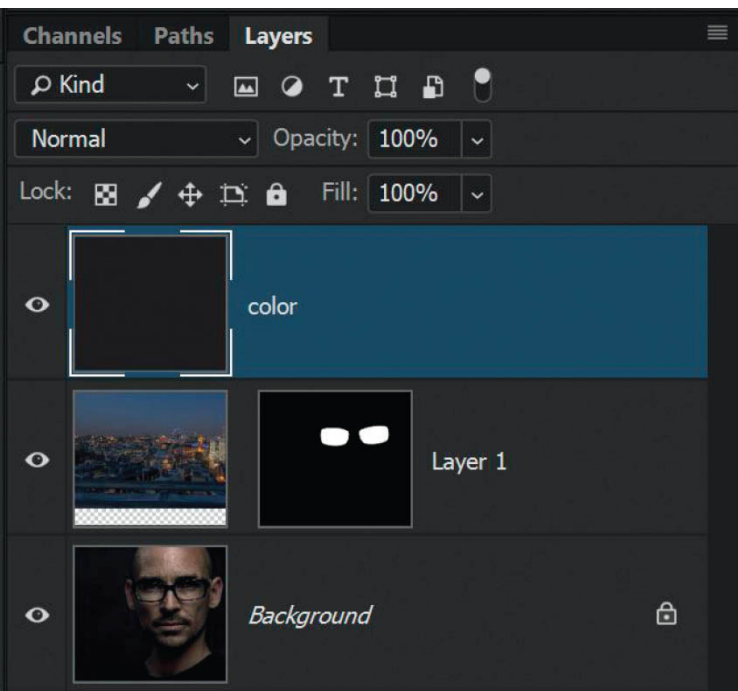 Channels Paths Layers
Kind T
Normal Opacity: 100%
Lock: Fill: 100%
color
Layer 1
Background